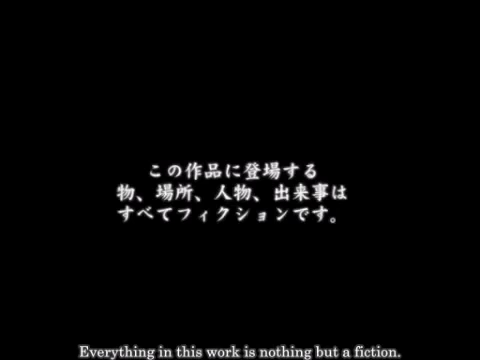 この作品に登場する
物、場所、人物、出来事は
すべてフィクションです。
Everything in this work is nothing but a fiction.